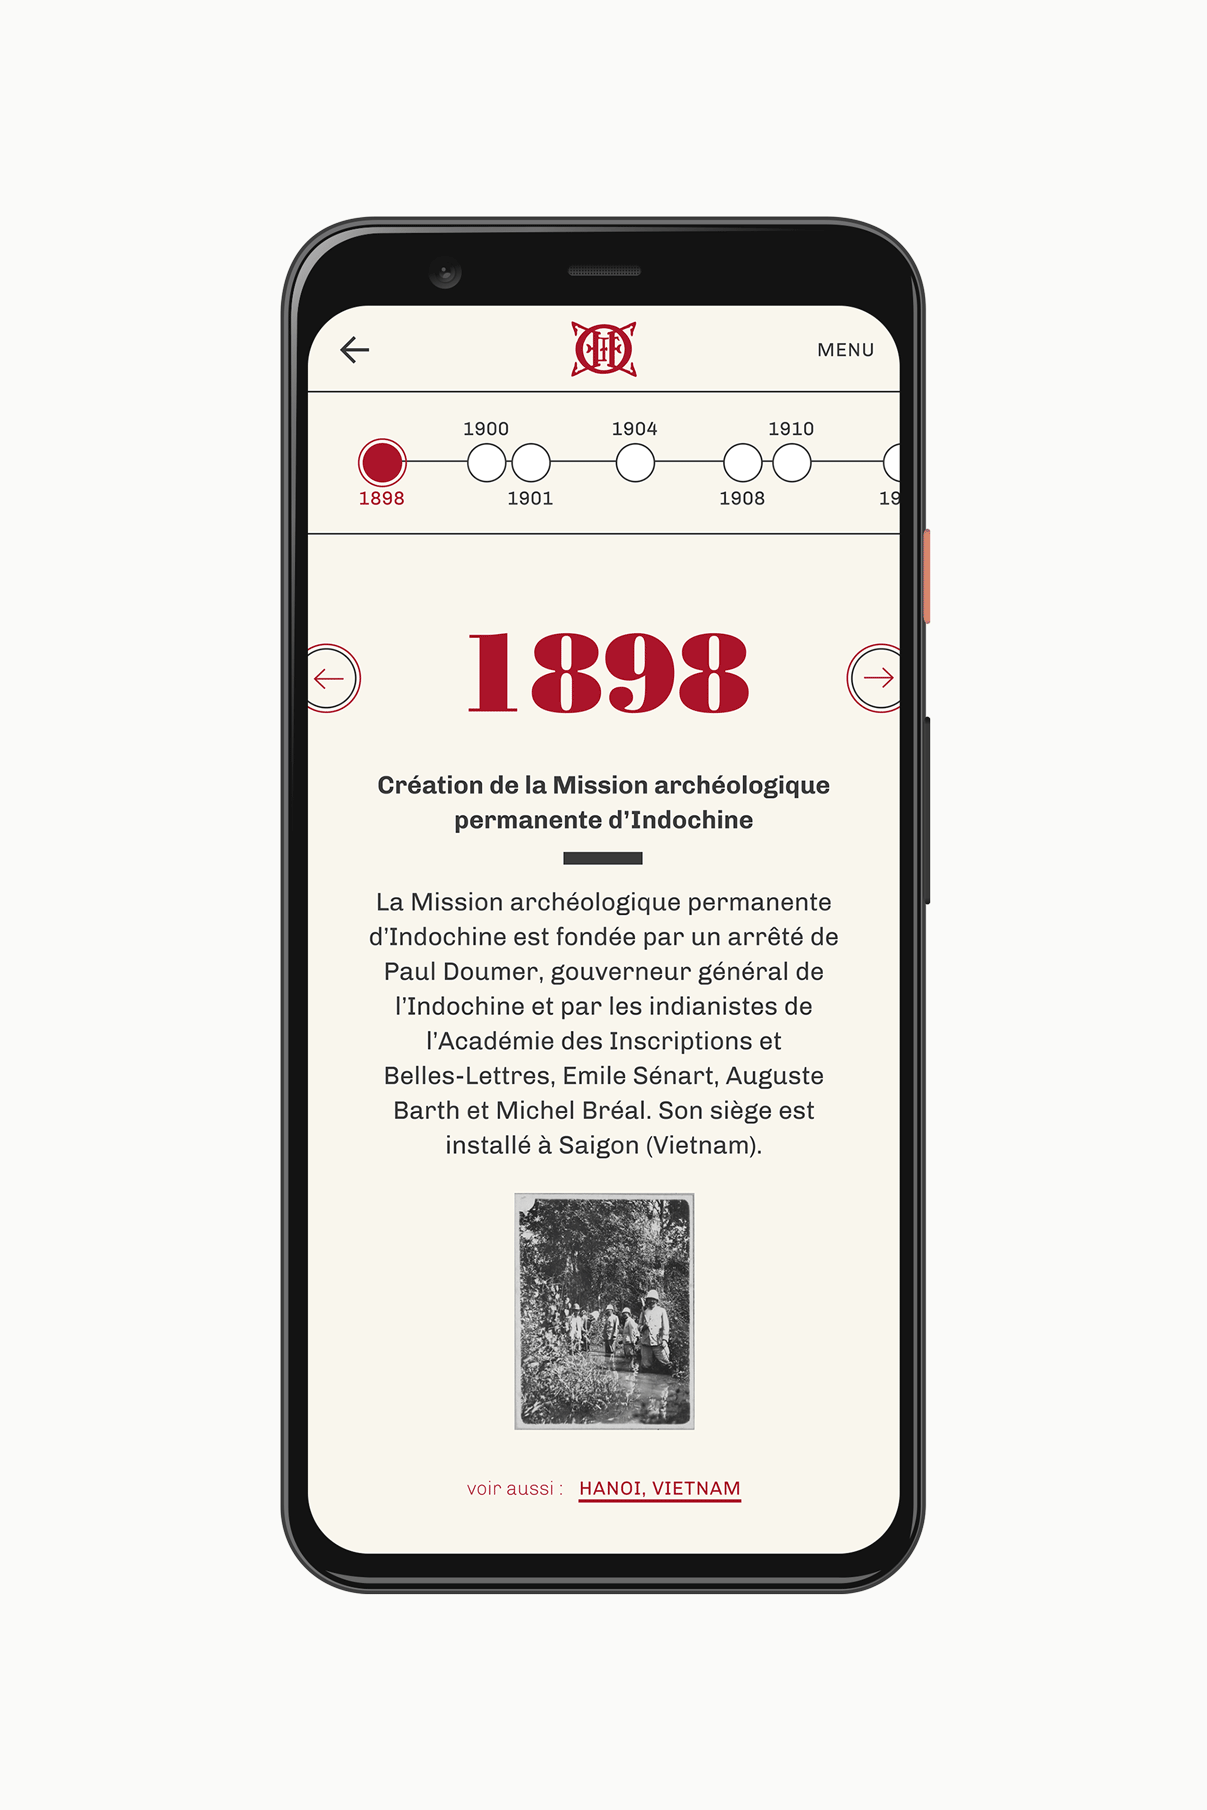 MENU
1900 1904 1910
1898 1901 1908 19
1898
Création de la Mission archéologique
permanente d’Indochine
La Mission archéologique permanente
d’Indochine est fondée par un arrêté de
Paul Doumer, gouverneur général de
l’Indochine et par les indianistes de
l’Académie des Inscriptions et
Belles-Lettres, Emile Sénart, Auguste
Barth et Michel Bréal. Son siège est
installé à Saigon (Vietnam).
voir aussi : HANOI, VIETNAM